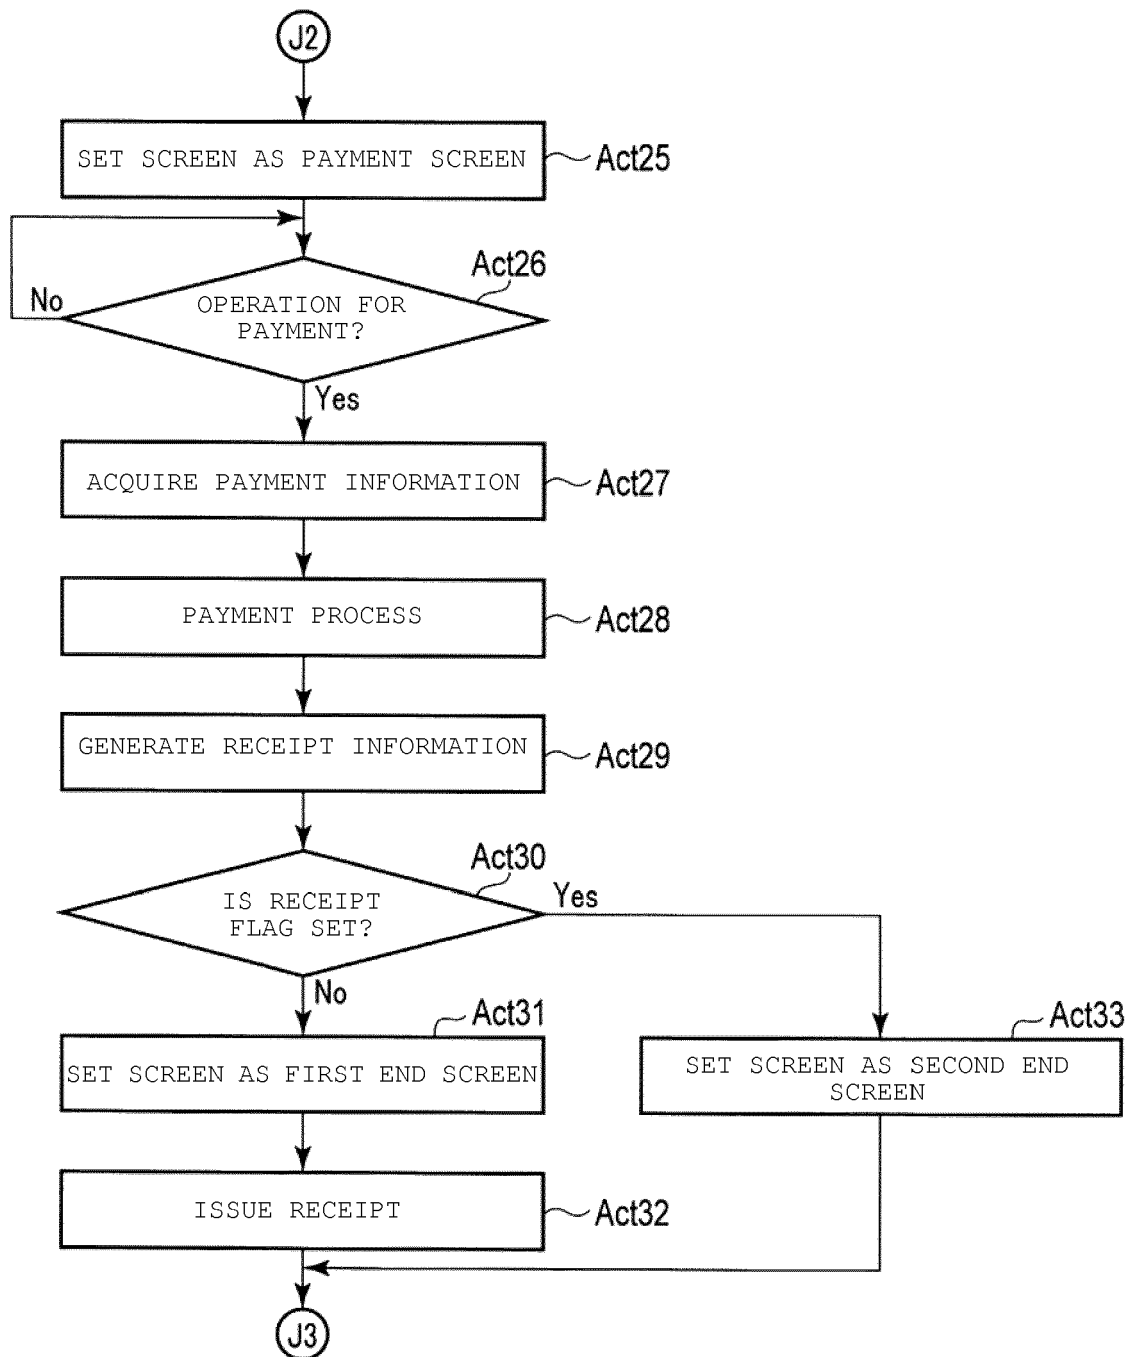 J2
SET SCREEN AS PAYMENT SCREEN
Act25
Act26
No
OPERATION FOR
PAYMENT?
Yes
ACQUIRE PAYMENT INFORMATION
Act27
PAYMENT PROCESS
Act28
GENERATE RECEIPT INFORMATION
Act29
Act30
IS RECEIPT
FLAG SET?
Yes
No
Act31
SET SCREEN AS FIRST END SCREEN
Act33
SET SCREEN AS SECOND END
SCREEN
ISSUE RECEIPT
Act32
J3